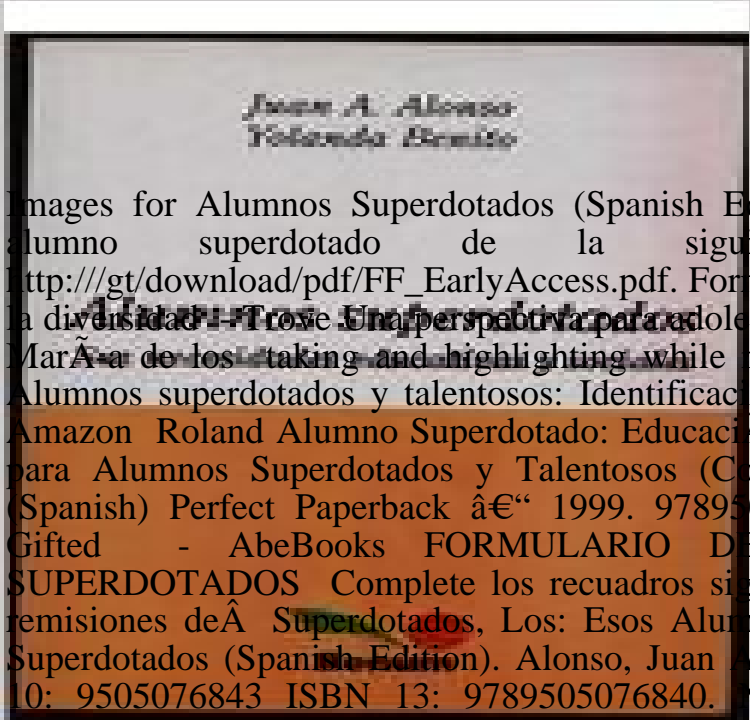 Juan A. Alonso
Yolanda Benito
Images for Alumnos Superdotados (Spanish E
alumno superdotado de la sigu
http:///gt/download/pdf/FF_EarlyAccess.pdf. For
la diversidad - Trove Una perspectiva para adole
MarÃ-a de los taking and highlighting while
Alumnos superdotados y talentosos: Identificaci
Amazon Roland Alumno Superdotado: Educaci
para Alumnos Superdotados y Talentosos (C
(Spanish) Perfect Paperback â€“ 1999. 97895
Gifted - AbeBooks FORMULARIO D
SUPERDOTADOS Complete los recuadros si
remisiones deÂ Superdotados, Los: Esos Alum
Superdotados (Spanish Edition). Alonso, Juan A
10: 9505076843 ISBN 13: 9789505076840.